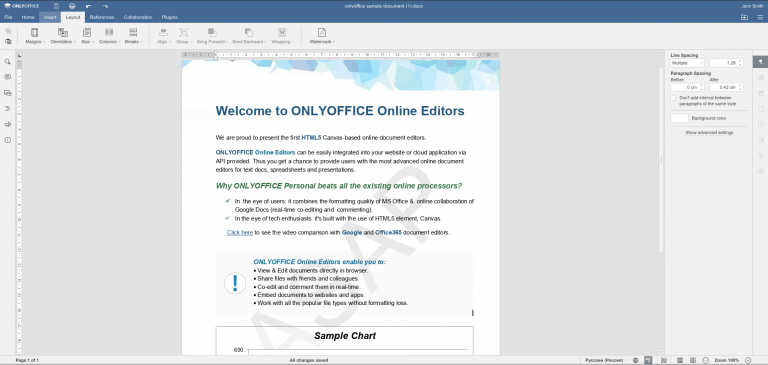 ONLYOFFICE
onlyoffice sample document (1).docx
Jane Smith
File Home Insert Layout References Collaboration Plugins
Margins Orientation Size Columns Breaks Align Group Bring Forward Send Backward Wrapping Watermark
Welcome to ONLYOFFICE Online Editors
We are proud to present the first HTML5 Canvas-based online document editors.
ONLYOFFICE Online Editors can be easily integrated into your website or cloud application via
API provided. Thus you get a chance to provide users with the most advanced online document
editors for text docs, spreadsheets and presentations.
Why ONLYOFFICE Personal beats all the existing online processors?
✓ In the eye of users: it combines the formatting quality of MS Office & online collaboration of
Google Docs (real-time co-editing and commenting).
✓ In the eye of tech enthusiasts: it's built with the use of HTML5 element, Canvas.
Click here to see the video comparison with Google and Office365 document editors.
ASAP
!
ONLYOFFICE Online Editors enable you to:
• View & Edit documents directly in browser.
• Share files with friends and colleagues.
• Co-edit and comment them in real-time.
• Embed documents to websites and apps.
• Work with all the popular file types without formatting loss.
Sample Chart
600
Line Spacing
Multiple 1.28
Paragraph Spacing
Before After
0 cm 0.42 cm
Don't add interval between
paragraphs of the same style
Background color
Show advanced settings
Page 1 of 1
All changes saved
Русский (Россия)
Zoom 100%